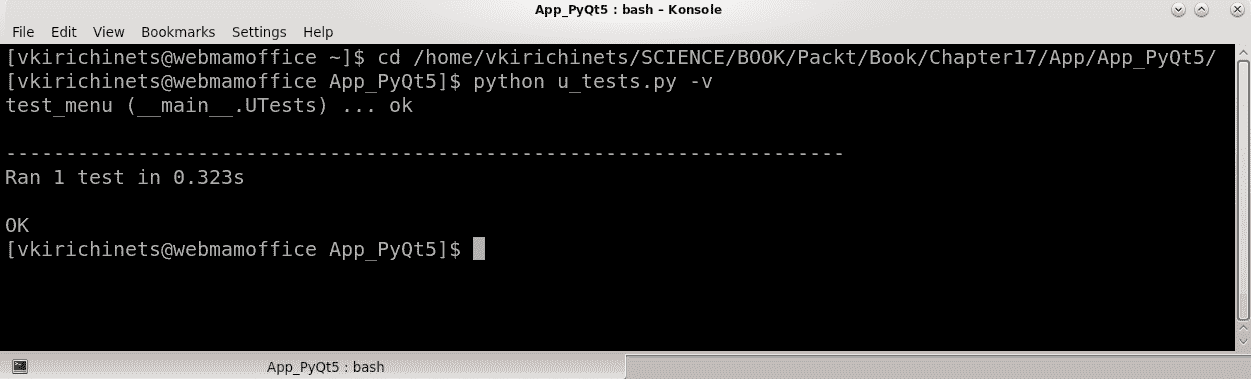 App_PyQt5 : bash – Konsole
File Edit View Bookmarks Settings Help
[vkirichinets@webmamoffice ~]$ cd /home/vkirichinets/SCIENCE/BOOK/Packt/Book/Chapter17/App/App_PyQt5/
[vkirichinets@webmamoffice App_PyQt5]$ python u_tests.py -v
test_menu (__main__.UTests) ... ok
----------------------------------------------------------------------
Ran 1 test in 0.323s
OK
[vkirichinets@webmamoffice App_PyQt5]$
App_PyQt5 : bash